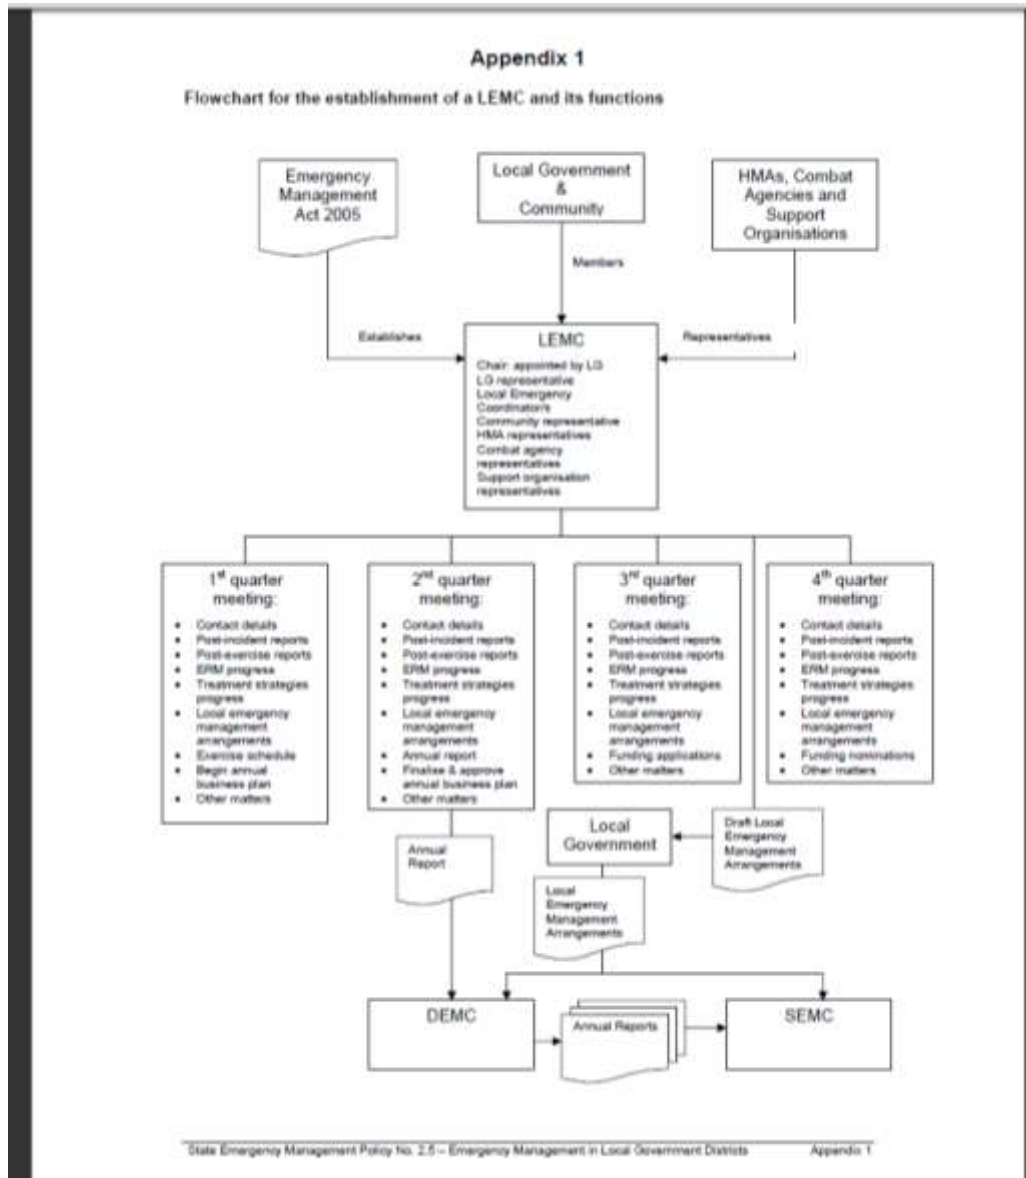 Appendix 1
Flowchart for the establishment of a LEMC and its functions
Emergency
Management
Act 2005
Local Government
&
Community
HMAs, Combat
Agencies and
Support
Organisations
Members
Establishes
Representatives
LEMC
Chair: appointed by LG
LG representative
Local Emergency
Coordinator/s
Community representative
HMA representatives
Combat agency
representatives
Support organisation
representatives
1st quarter
meeting:
• Contact details
• Post-incident reports
• Post-exercise reports
• ERM progress
• Treatment strategies
progress
• Local emergency
management
arrangements
• Exercise schedule
• Begin annual
business plan
• Other matters
2nd quarter
meeting:
• Contact details
• Post-incident reports
• Post-exercise reports
• ERM progress
• Treatment strategies
progress
• Local emergency
management
arrangements
• Annual report
• Finalise & approve
annual business plan
• Other matters
3rd quarter
meeting:
• Contact details
• Post-incident reports
• Post-exercise reports
• ERM progress
• Treatment strategies
progress
• Local emergency
management
arrangements
• Funding applications
• Other matters
4th quarter
meeting:
• Contact details
• Post-incident reports
• Post-exercise reports
• ERM progress
• Treatment strategies
progress
• Local emergency
management
arrangements
• Funding nominations
• Other matters
Annual
Report
Local
Government
Draft Local
Emergency
Management
Arrangements
Local
Emergency
Management
Arrangements
DEMC
Annual Reports
SEMC
State Emergency Management Policy No. 2.5 – Emergency Management in Local Government Districts Appendix 1